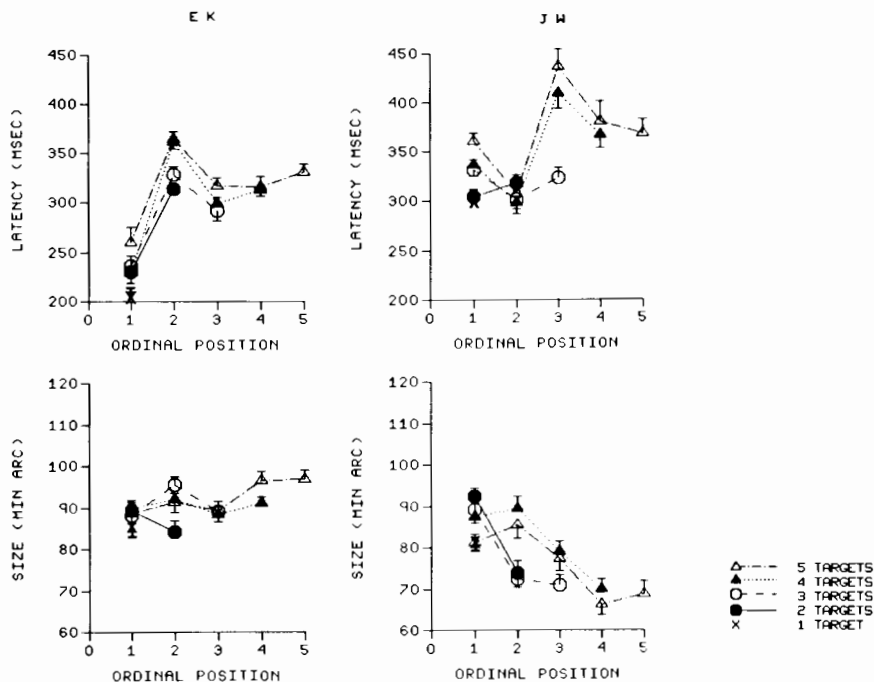 E K
J W
LATENCY (MSEC)
450
400
350
300
250
200
0 1 2 3 4 5
ORDINAL POSITION
LATENCY (MSEC)
450
400
350
300
250
200
0 1 2 3 4 5
ORDINAL POSITION
SIZE (MIN ARC)
120
110
100
90
80
70
60
0 1 2 3 4 5
ORDINAL POSITION
SIZE (MIN ARC)
120
110
100
90
80
70
60
0 1 2 3 4 5
ORDINAL POSITION
5 TARGETS
4 TARGETS
3 TARGETS
2 TARGETS
1 TARGET